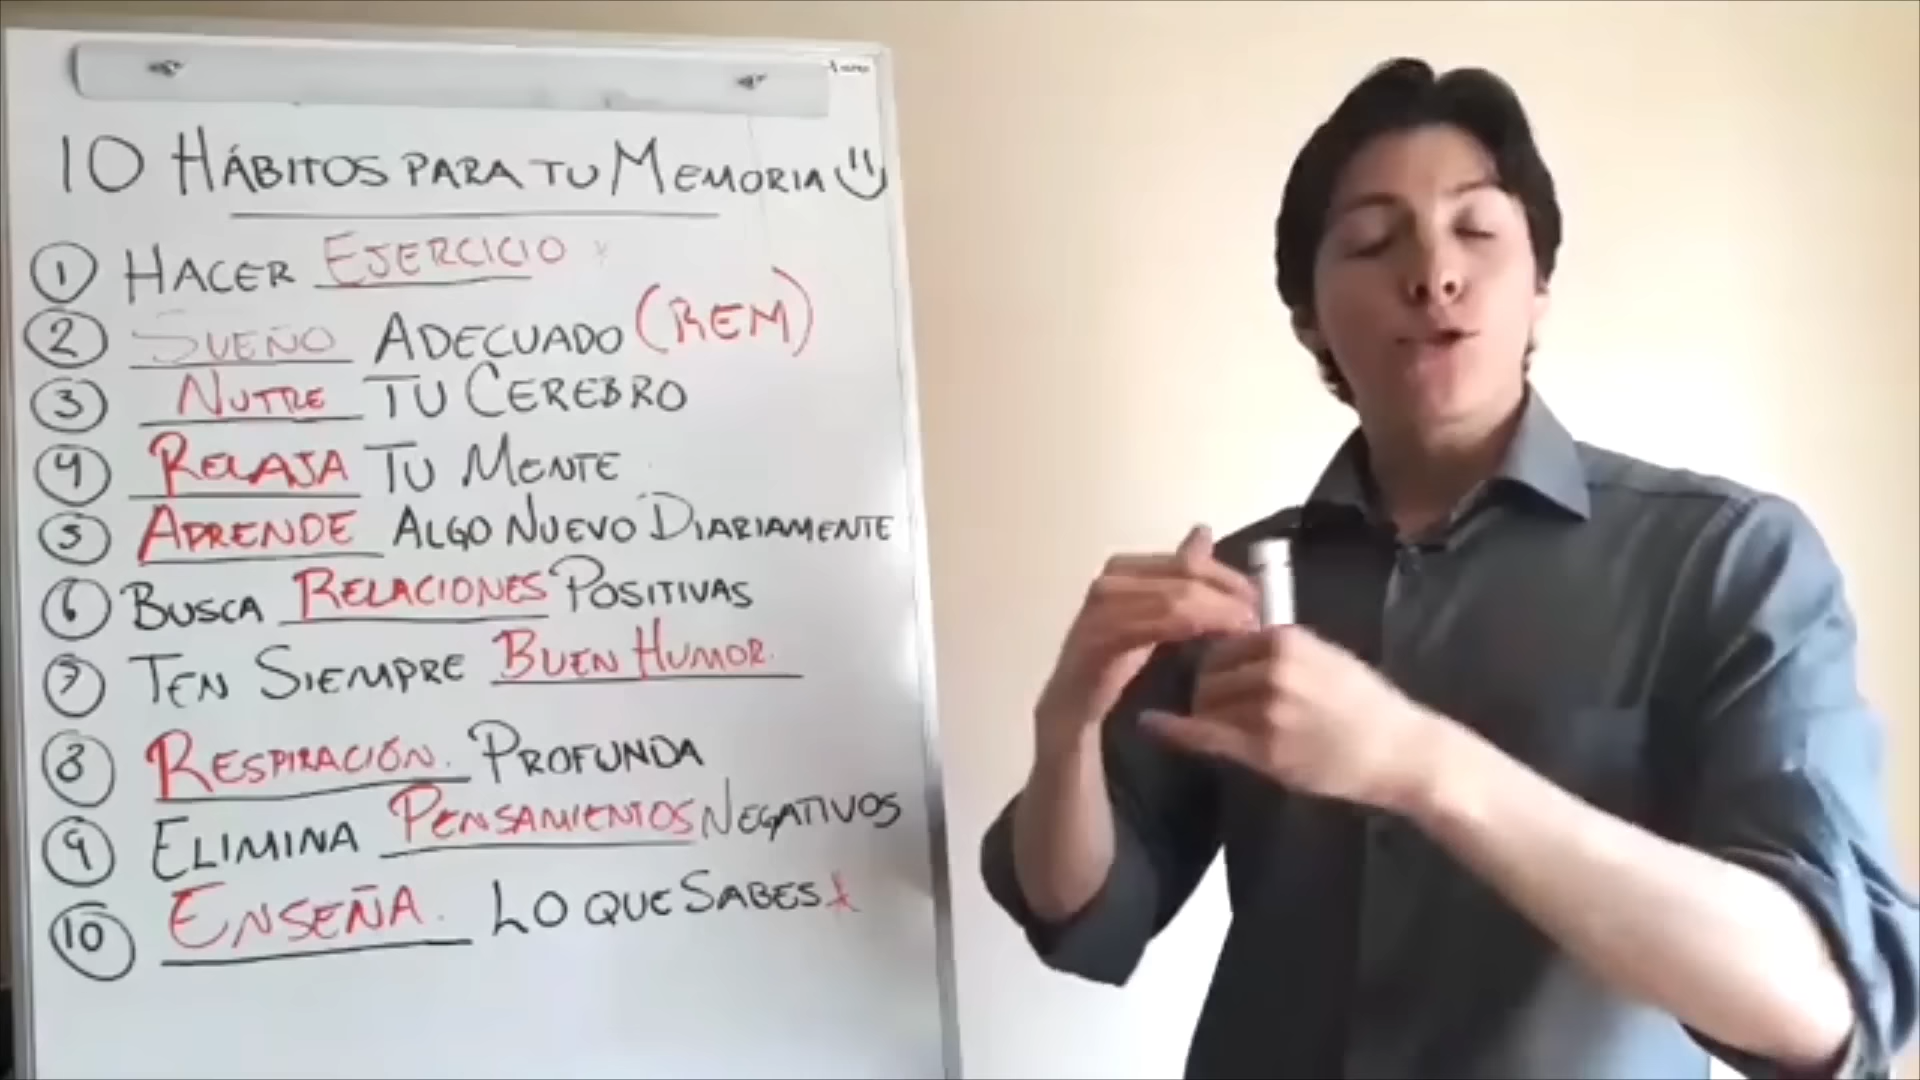 10 HÁBITOS PARA TU MEMORIA
1 HACER EJERCICIO
2 SUEÑO ADECUADO (REM)
3 NUTRE TU CEREBRO
4 RELAJA TU MENTE
5 APRENDE ALGO NUEVO DIARIAMENTE
6 BUSCA RELACIONES POSITIVAS
7 TEN SIEMPRE BUEN HUMOR.
8 RESPIRACIÓN. PROFUNDA
9 ELIMINA PENSAMIENTOS NEGATIVOS
10 ENSEÑA. LO QUE SABES